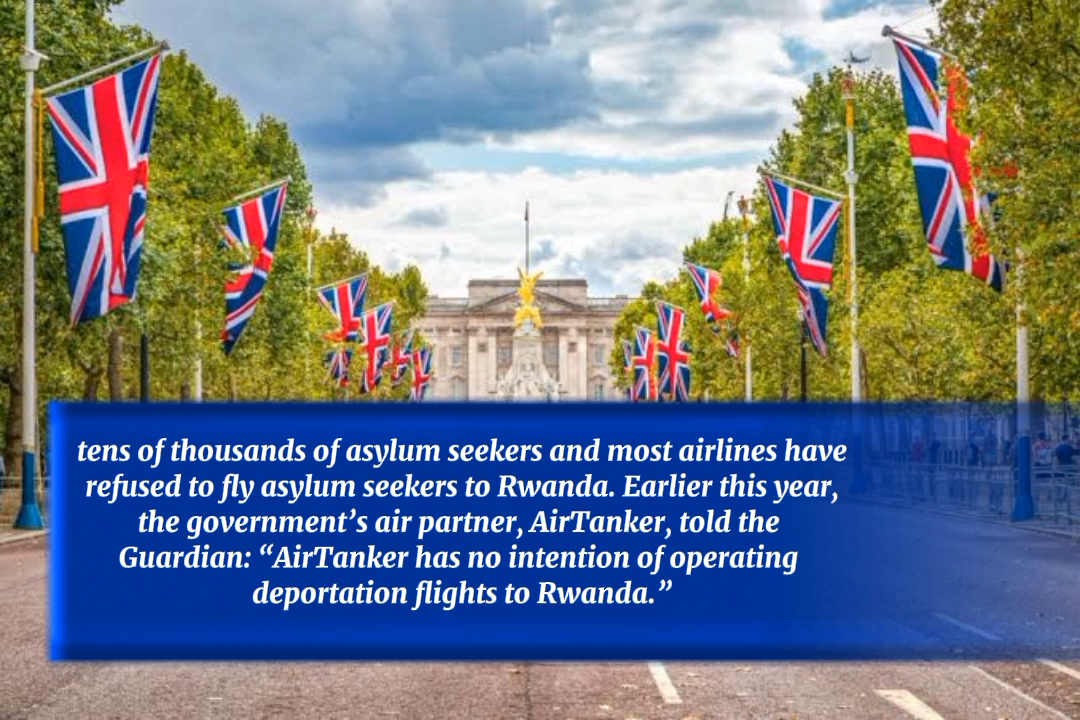 tens of thousands of asylum seekers and most airlines have
refused to fly asylum seekers to Rwanda. Earlier this year,
the government’s air partner, AirTanker, told the
Guardian: “AirTanker has no intention of operating
deportation flights to Rwanda.”